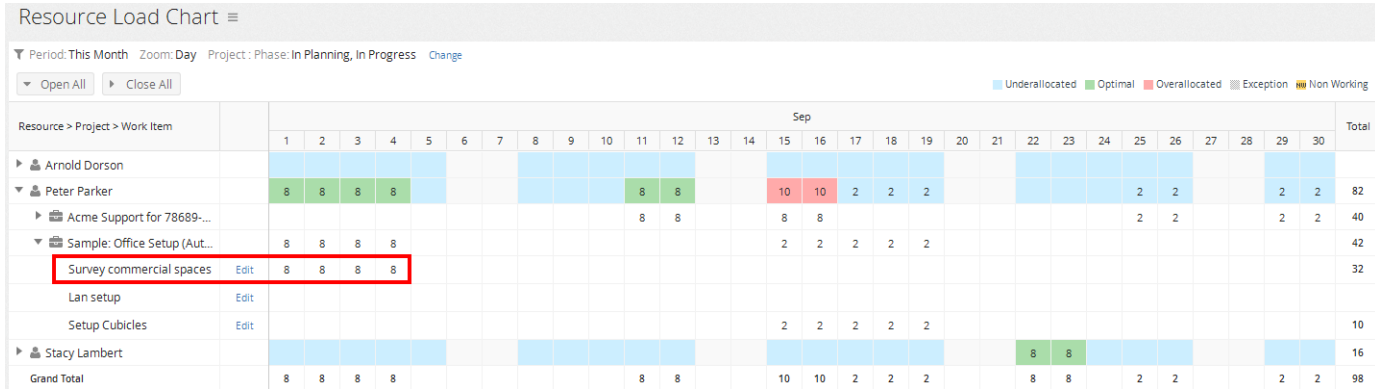 Resource Load Chart
Period: This Month Zoom: Day Project : Phase: In Planning, In Progress Change
Open All Close All Underallocated Optimal Overallocated Exception NW Non Working
Resource > Project > Work Item Sep Total
1 2 3 4 5 6 7 8 9 10 11 12 13 14 15 16 17 18 19 20 21 22 23 24 25 26 27 28 29 30
Arnold Dorson
Peter Parker 8 8 8 8 8 8 10 10 2 2 2 2 2 2 2 82
Acme Support for 78689-... 8 8 8 8 2 2 2 2 40
Sample: Office Setup (Aut... 8 8 8 8 2 2 2 2 2 42
Survey commercial spaces Edit 8 8 8 8 32
Lan setup Edit
Setup Cubicles Edit 2 2 2 2 2 10
Stacy Lambert 8 8 16
Grand Total 8 8 8 8 8 8 10 10 2 2 2 8 8 2 2 2 2 98